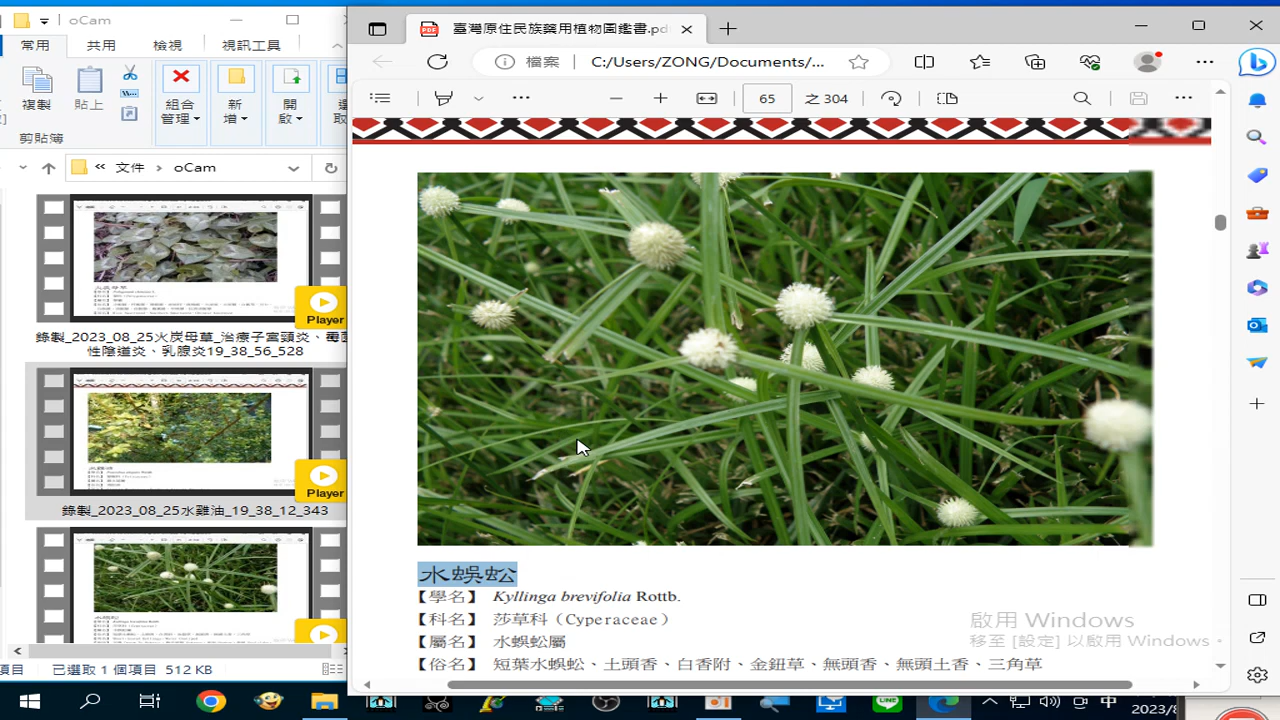 oCam
常用
共用
檢視
視訊工具
複製
貼上
組合
管理
新
增
開
啟
剪貼簿
文件
oCam
Player
錄製_2023_08_25火炭母草_治療子宮頸炎、霉菌
性陰道炎、乳腺炎19_38_56_528
Player
錄製_2023_08_25水雞油_19_38_12_343
項目
已選取 1 個項目
512 KB
臺灣原住民族藥用植物圖鑑書.pd
檔案
C:/Users/ZONG/Documents/...
65
之 304
水蜈蚣
【學名】 Kyllinga brevifolia Rottb.
【科名】 莎草科（Cyperaceae）
【屬名】 水蜈蚣屬
【俗名】 短葉水蜈蚣、土頭香、白香附、金鈕草、無頭香、無頭土香、三角草
啟用 Windows
移至 [設定] 以啟用 Windows。
中
2023/8